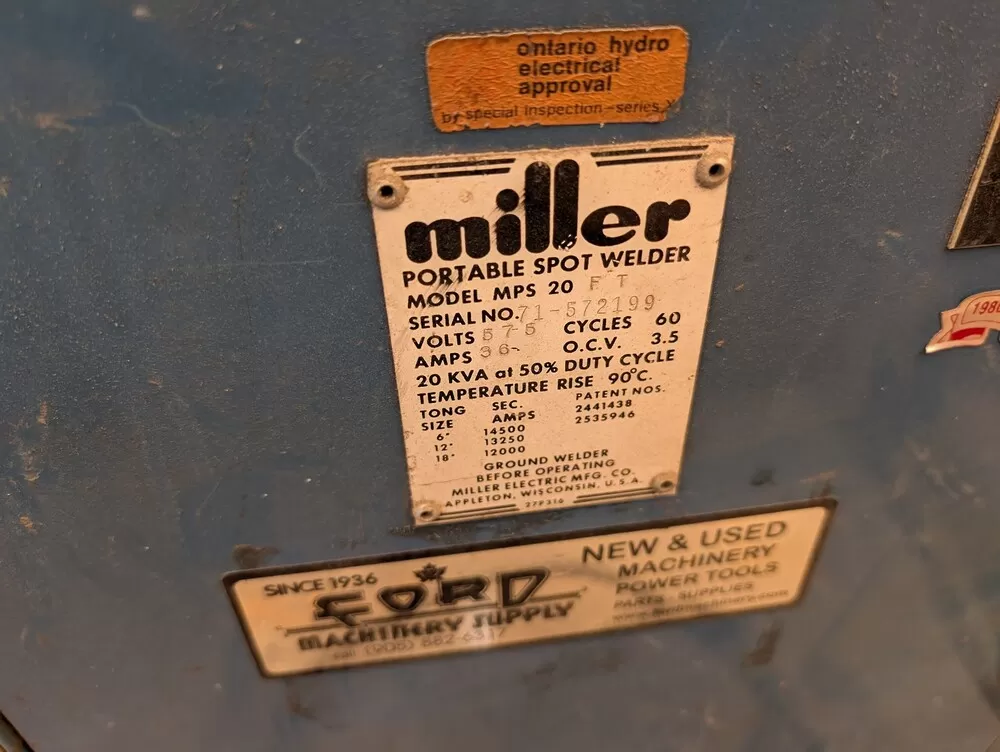 ontario hydro
electrical
approval
by special inspection-series Y
miller
PORTABLE SPOT WELDER
MODEL MPS 20 FT
SERIAL NO. 71-572199
VOLTS 575 CYCLES 60
AMPS 36- O.C.V. 3.5
20 KVA at 50% DUTY CYCLE
TEMPERATURE RISE 90°C.
TONG SIZE SEC. AMPS PATENT NOS.
6" 14500 2441438
12" 13250 2535946
18" 12000
GROUND WELDER
BEFORE OPERATING
MILLER ELECTRIC MFG. CO.
APPLETON, WISCONSIN, U.S.A.
SINCE 1936
FORD
MACHINERY SUPPLY
NEW & USED
MACHINERY
POWER TOOLS
PARTS - SUPPLIES
1980